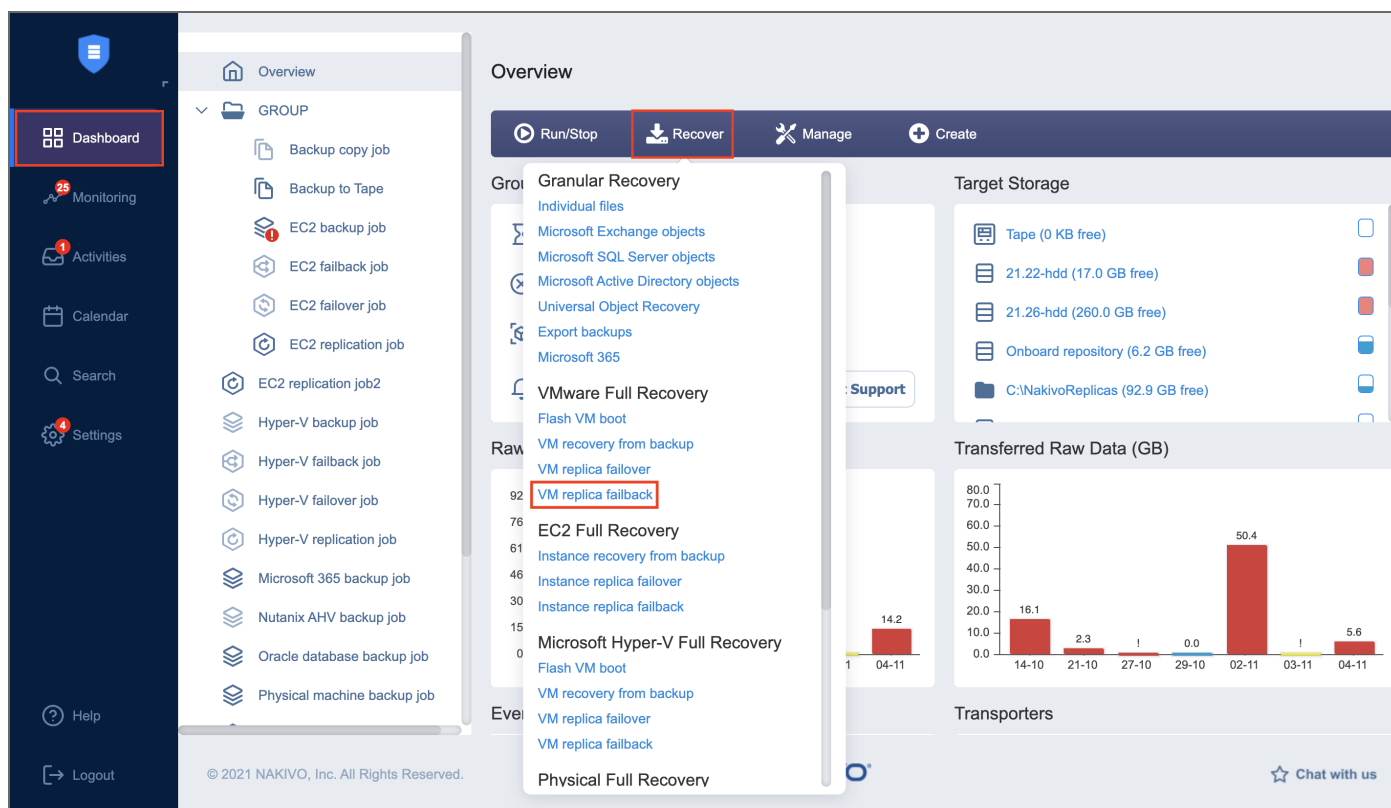 Dashboard
25
Monitoring
1
Activities
Calendar
Search
4
Settings
Help
Logout
Overview
GROUP
Backup copy job
Backup to Tape
EC2 backup job
EC2 failback job
EC2 failover job
EC2 replication job
EC2 replication job2
Hyper-V backup job
Hyper-V failback job
Hyper-V failover job
Hyper-V replication job
Microsoft 365 backup job
Nutanix AHV backup job
Oracle database backup job
Physical machine backup job
© 2021 NAKIVO, Inc. All Rights Reserved.
Overview
Run/Stop
Recover
Manage
Create
Granular Recovery
Individual files
Microsoft Exchange objects
Microsoft SQL Server objects
Microsoft Active Directory objects
Universal Object Recovery
Export backups
Microsoft 365
VMware Full Recovery
Flash VM boot
VM recovery from backup
VM replica failover
VM replica failback
EC2 Full Recovery
Instance recovery from backup
Instance replica failover
Instance replica failback
Microsoft Hyper-V Full Recovery
Flash VM boot
VM recovery from backup
VM replica failover
VM replica failback
Physical Full Recovery
Support
Raw
92
76
61
46
30
15
0
14.2
1
04-11
Target Storage
Tape (0 KB free)
21.22-hdd (17.0 GB free)
21.26-hdd (260.0 GB free)
Onboard repository (6.2 GB free)
C:\NakivoReplicas (92.9 GB free)
Transferred Raw Data (GB)
80.0
70.0
60.0
50.0
40.0
30.0
20.0
10.0
0.0
16.1
2.3
!
0.0
50.4
!
5.6
14-10
21-10
27-10
29-10
02-11
03-11
04-11
Transporters
Chat with us